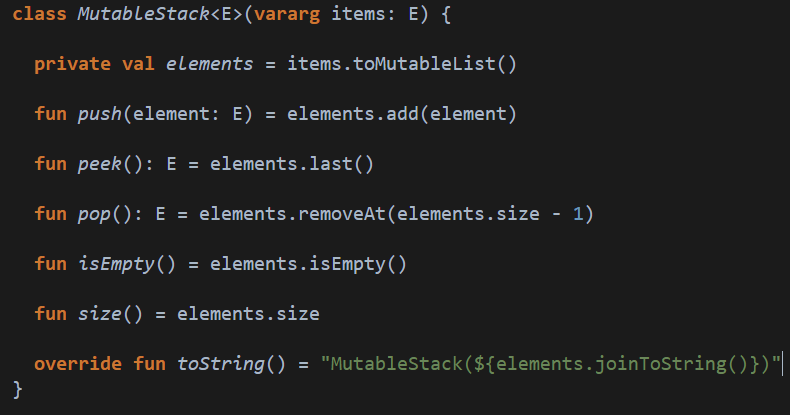 class MutableStack<E>(vararg items: E) {
private val elements = items.toMutableList()
fun push(element: E) = elements.add(element)
fun peek(): E = elements.last()
fun pop(): E = elements.removeAt(elements.size - 1)
fun isEmpty() = elements.isEmpty()
fun size() = elements.size
override fun toString() = "MutableStack(${elements.joinToString()})"
}